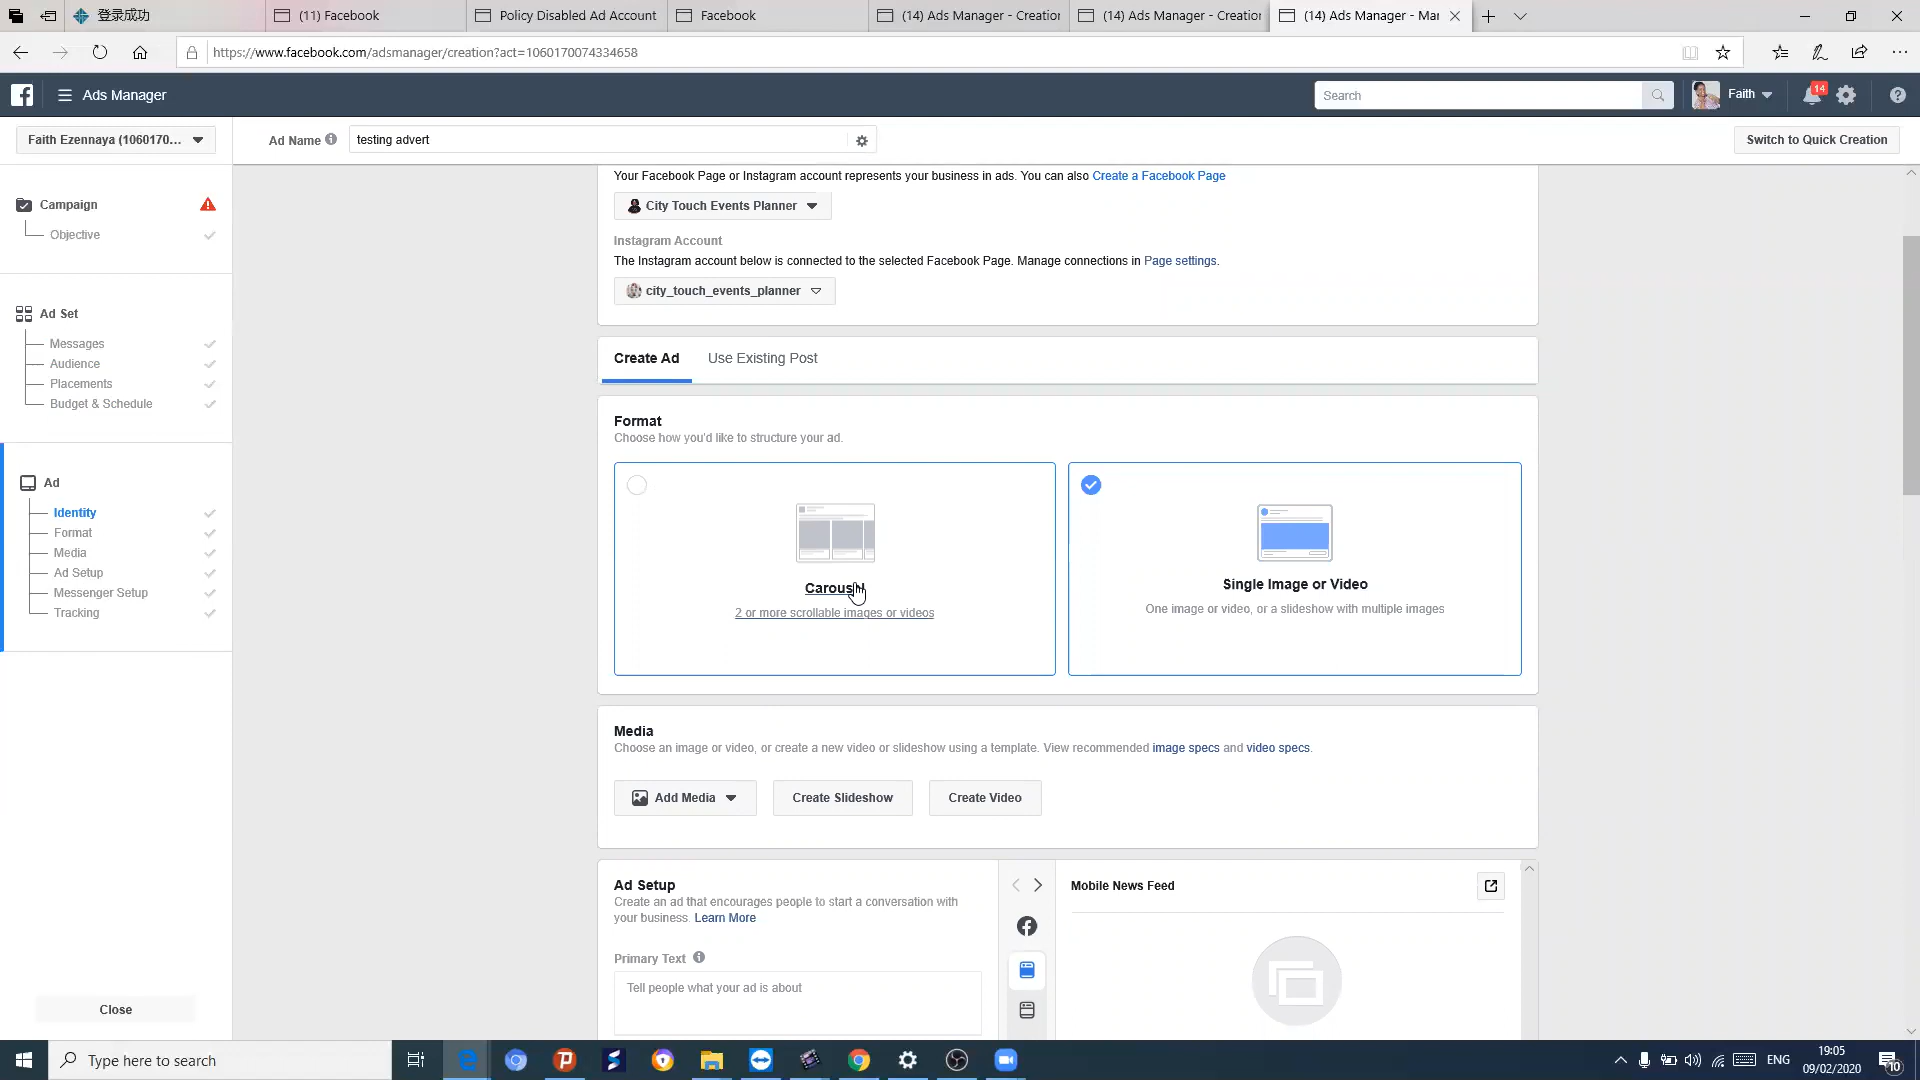 登录成功
(11) Facebook
Policy Disabled Ad Account
Facebook
(14) Ads Manager - Creation
(14) Ads Manager - Creation
(14) Ads Manager - Mar
https://www.facebook.com/adsmanager/creation?act=1060170074334658
Ads Manager
Search
Faith
14
Faith Ezennaya (1060170...
Ad Name
testing advert
Switch to Quick Creation
Campaign
Objective
Ad Set
Messages
Audience
Placements
Budget & Schedule
Ad
Identity
Format
Media
Ad Setup
Messenger Setup
Tracking
Close
Your Facebook Page or Instagram account represents your business in ads. You can also Create a Facebook Page
City Touch Events Planner
Instagram Account
The Instagram account below is connected to the selected Facebook Page. Manage connections in Page settings.
city_touch_events_planner
Create Ad
Use Existing Post
Format
Choose how you'd like to structure your ad.
Carousel
2 or more scrollable images or videos
Single Image or Video
One image or video, or a slideshow with multiple images
Media
Choose an image or video, or create a new video or slideshow using a template. View recommended image specs and video specs.
Add Media
Create Slideshow
Create Video
Ad Setup
Create an ad that encourages people to start a conversation with
your business. Learn More
Primary Text
Tell people what your ad is about
Mobile News Feed
Type here to search
ENG
19:05
09/02/2020
10